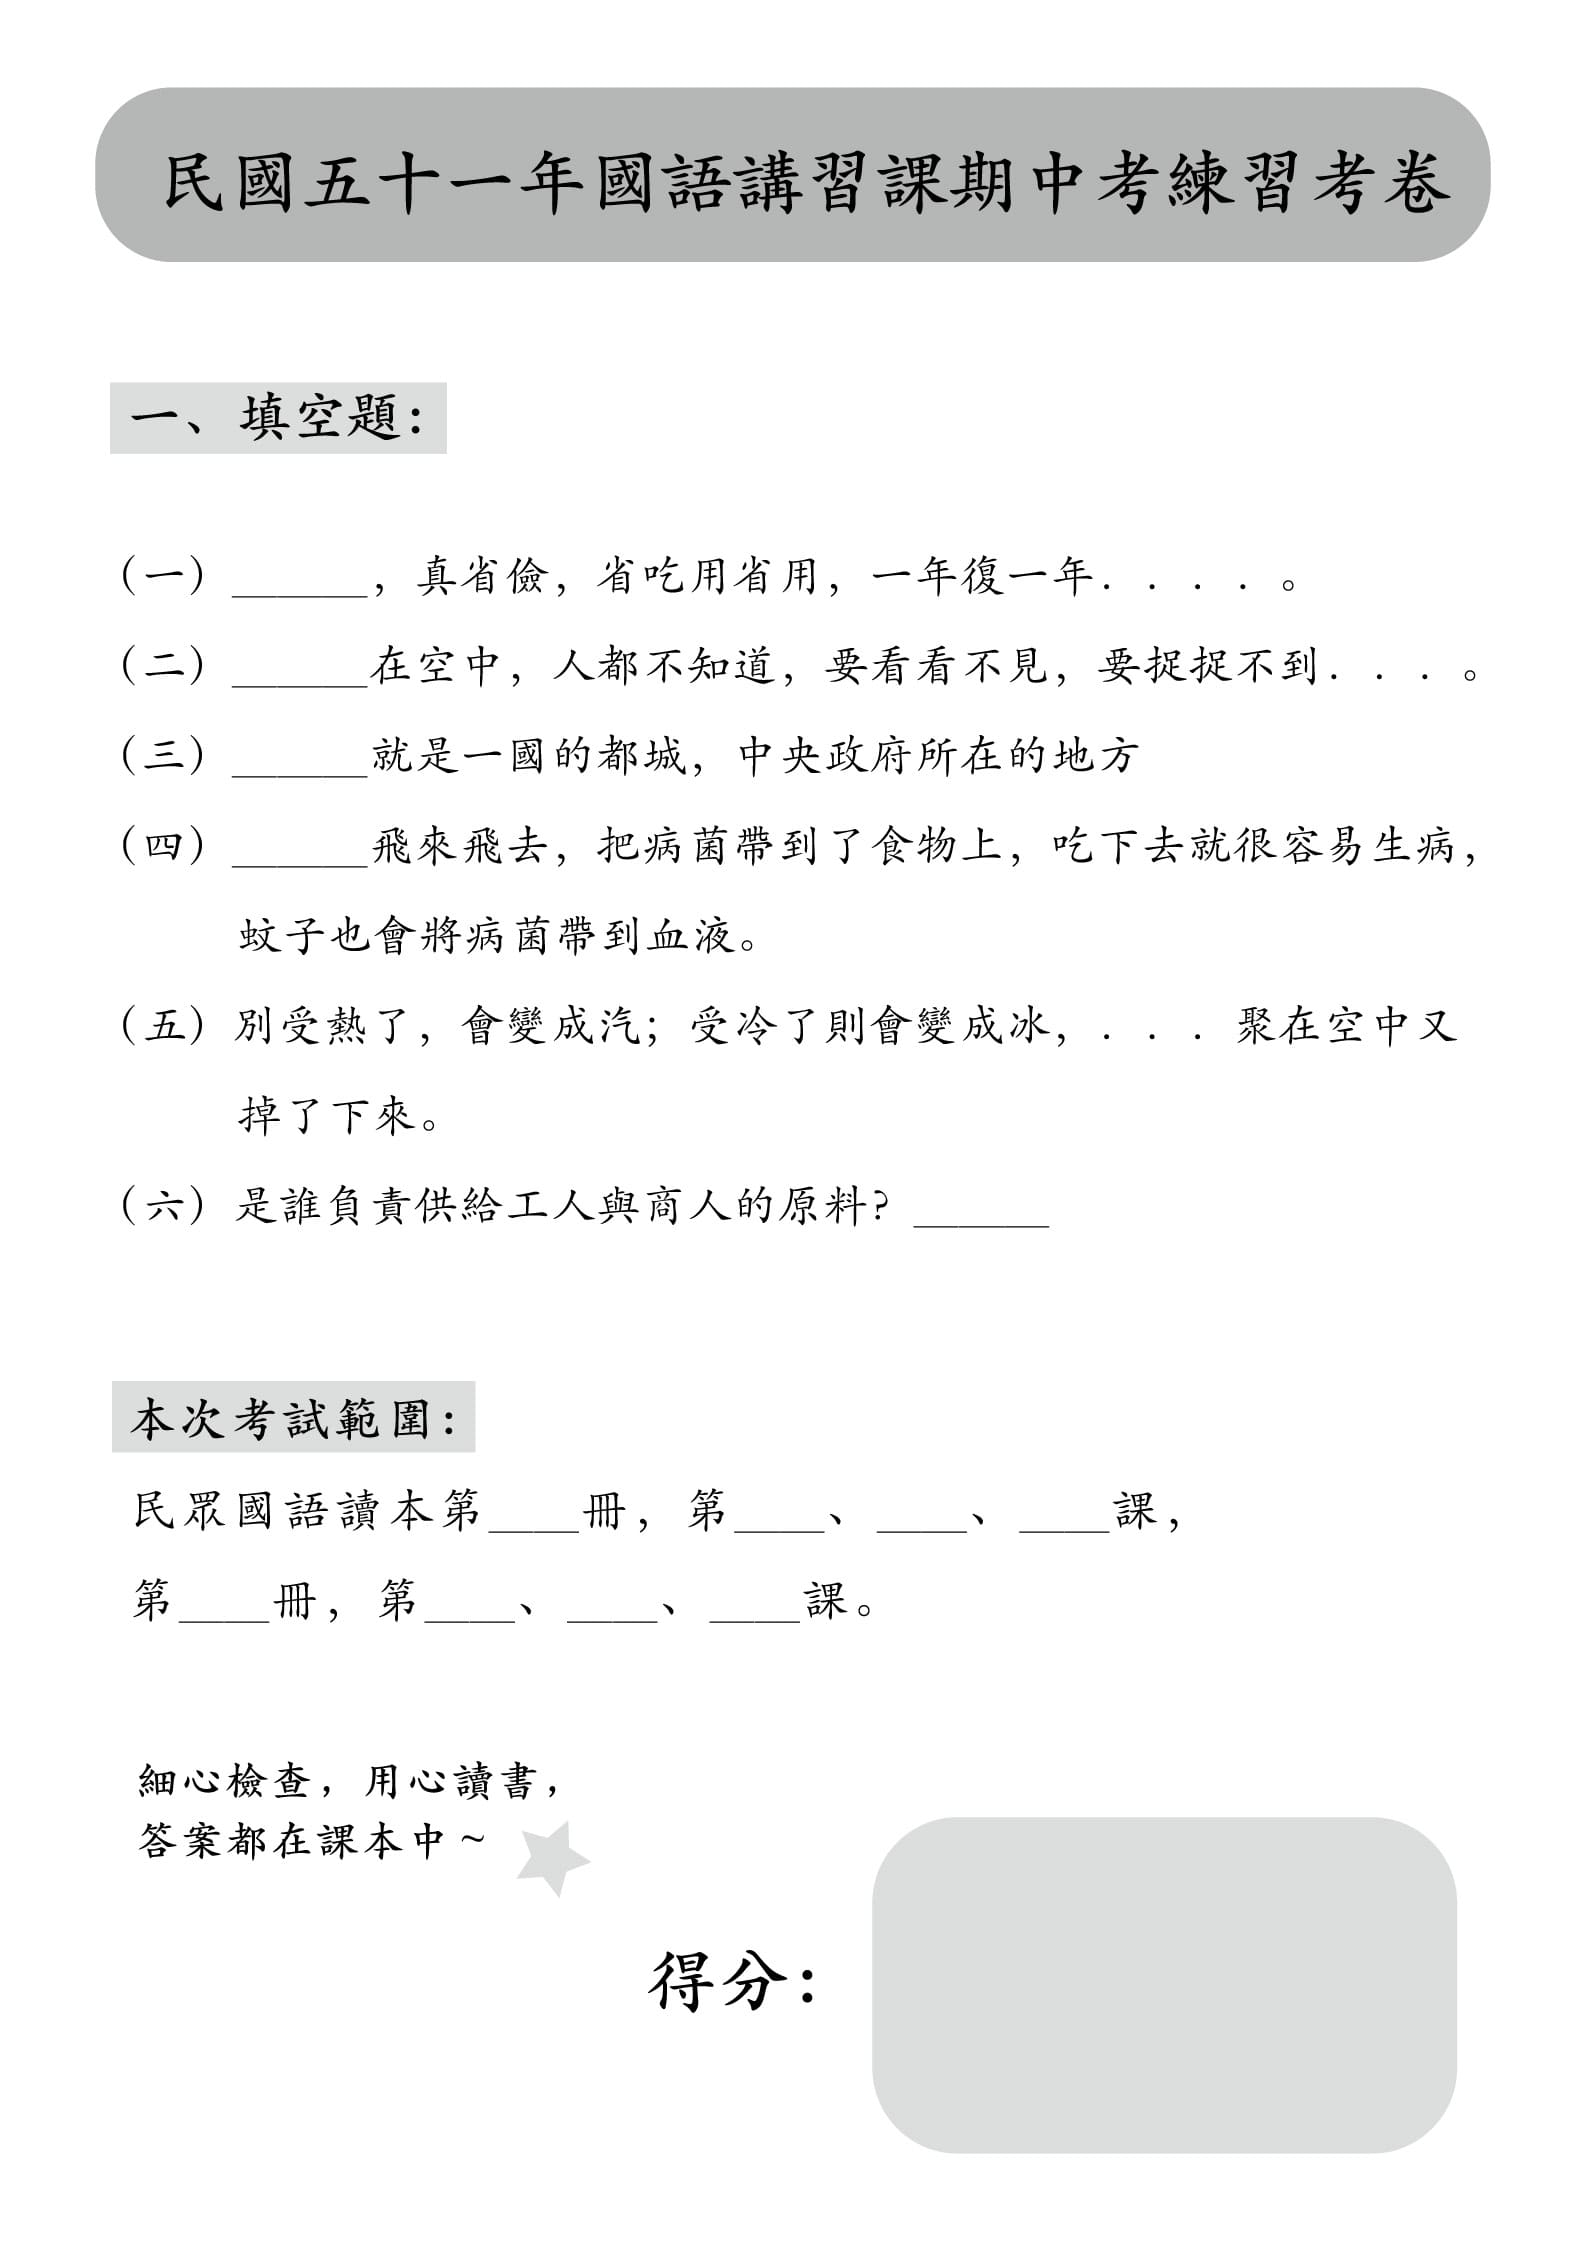 民國五十一年國語講習課期中考練習考卷
一、填空題:
(一)______，真省儉，省吃用省用，一年復一年．．．．。
(二)______在空中，人都不知道，要看看不見，要捉捉不到．．．。
(三)______就是一國的都城，中央政府所在的地方
(四)______飛來飛去，把病菌帶到了食物上，吃下去就很容易生病，
蚊子也會將病菌帶到血液。
(五) 別受熱了，會變成汽；受冷了則會變成冰，．．．聚在空中又
掉了下來。
(六) 是誰負責供給工人與商人的原料? ______
本次考試範圍:
民眾國語讀本第____冊，第____、____、____課，
第____冊，第____、____、____課。
細心檢查，用心讀書，
答案都在課本中~
得分: